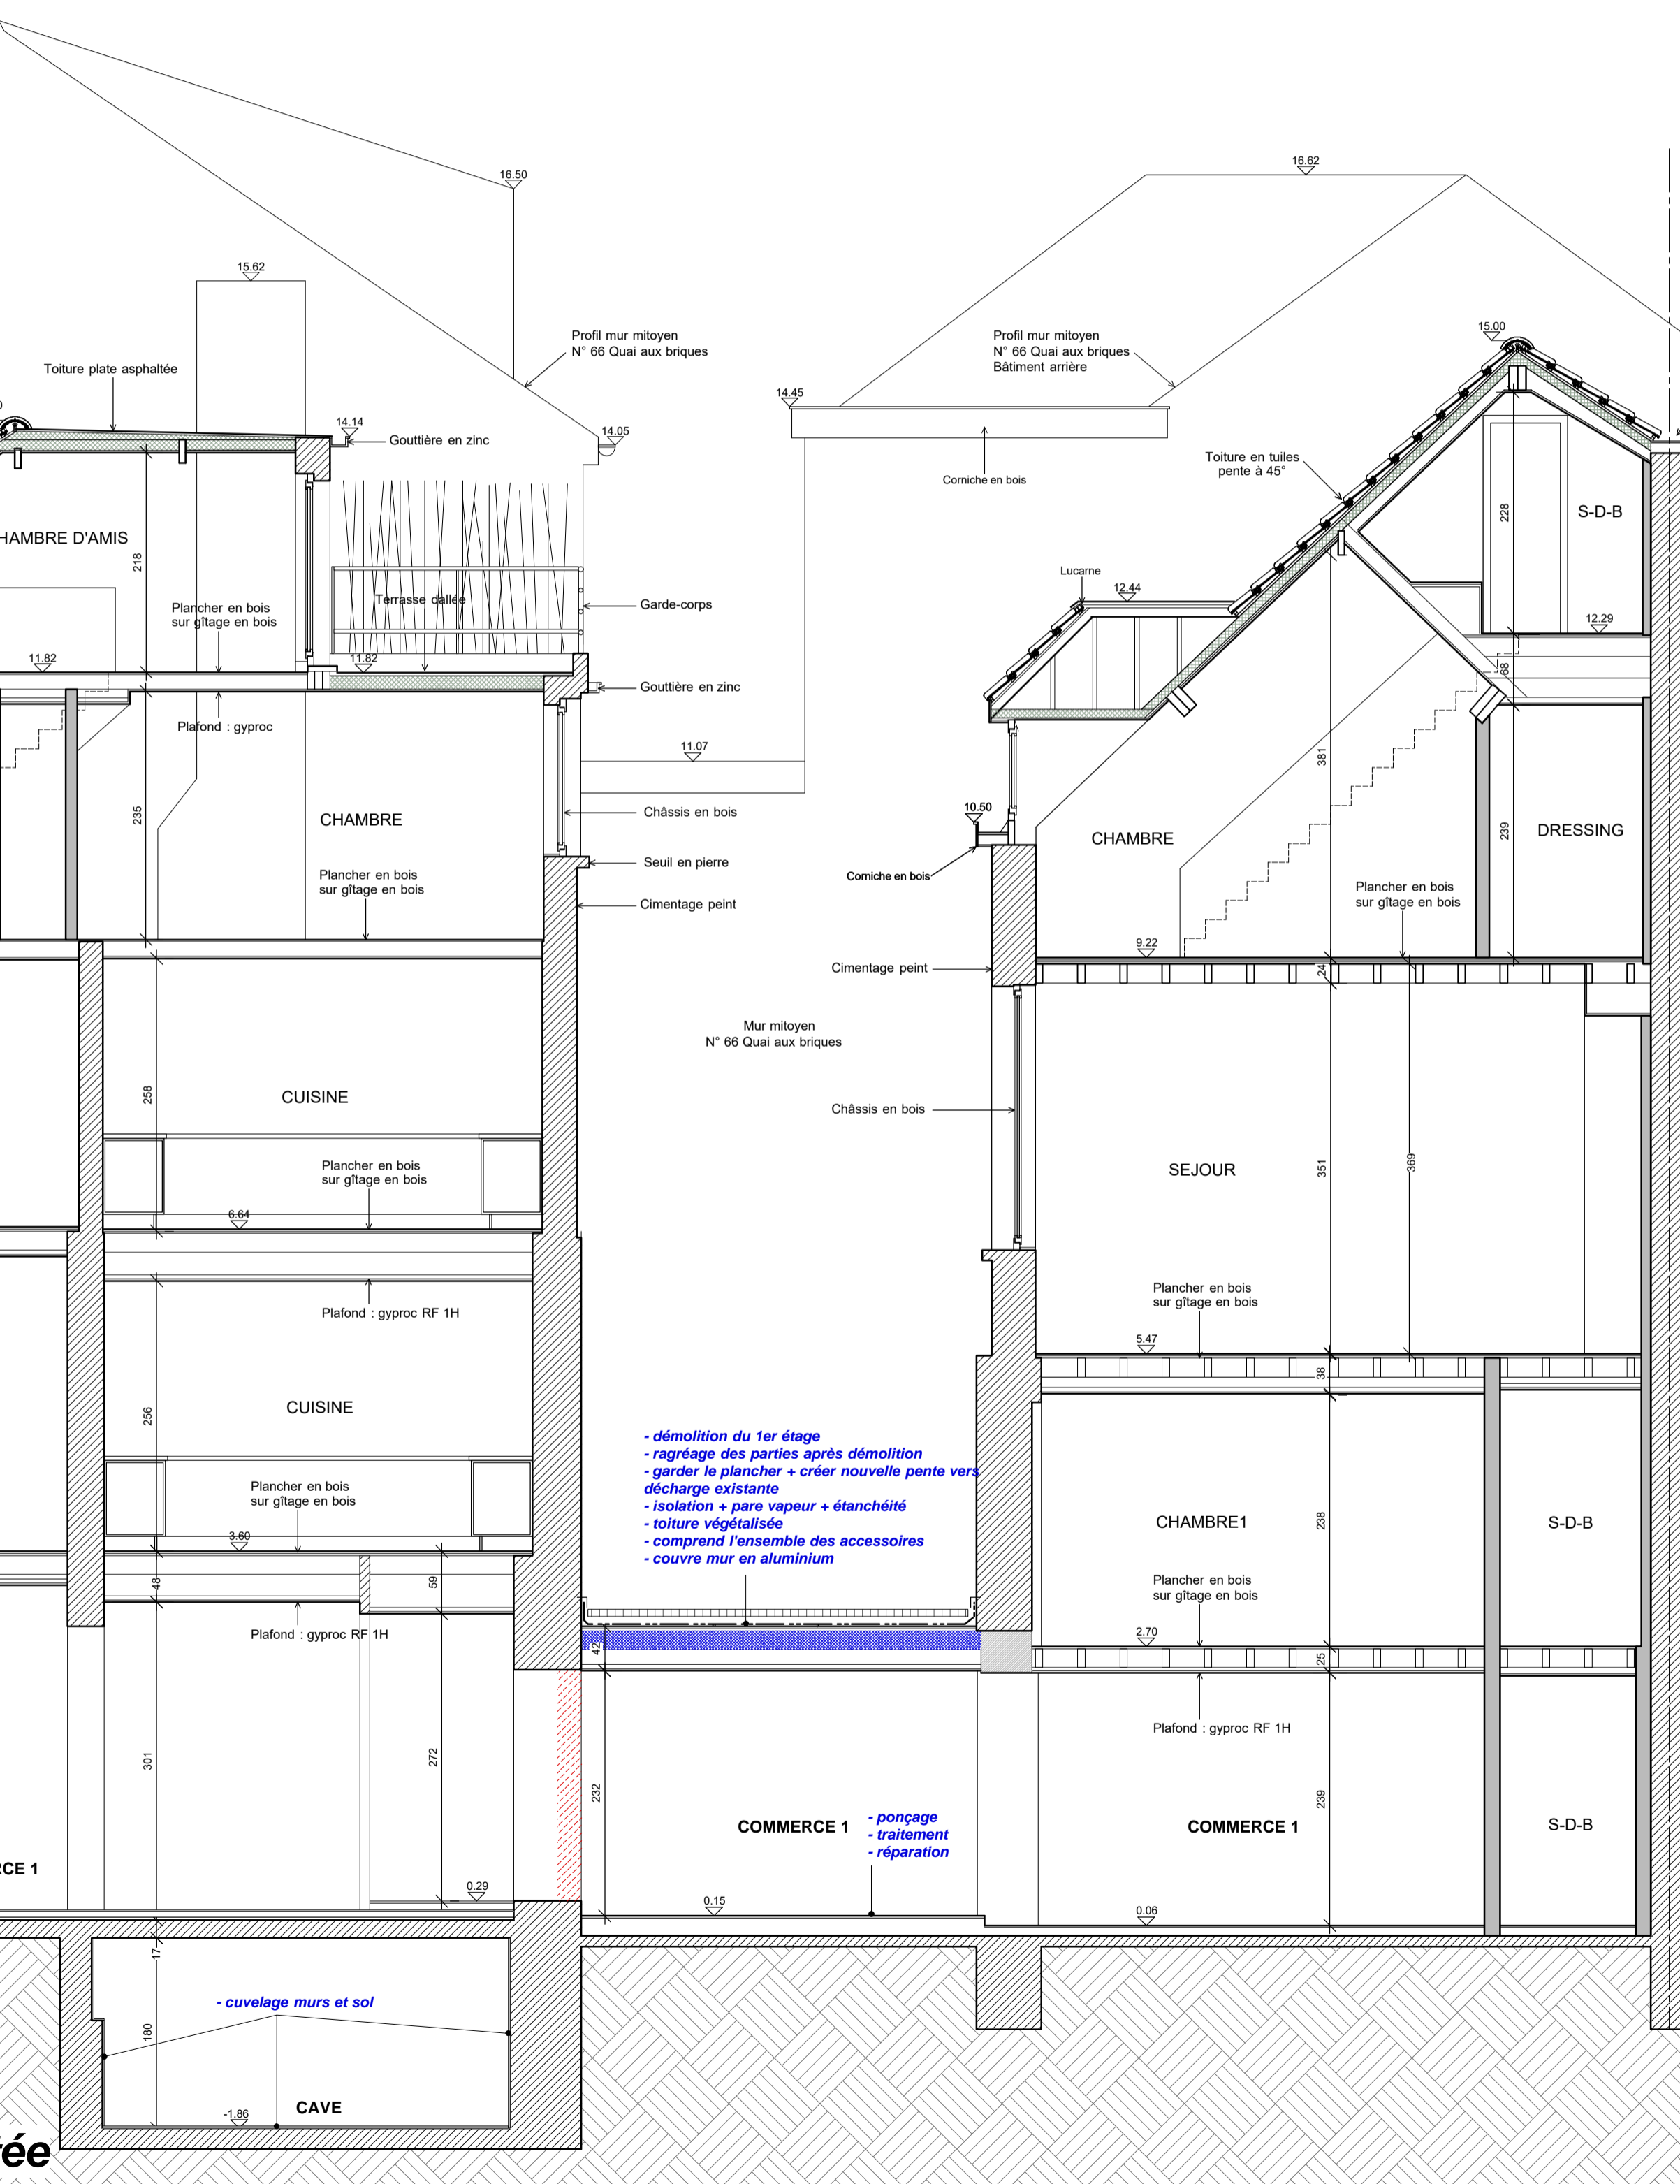 16.50
16.62
15.62
Profil mur mitoyen
N° 66 Quai aux briques
Profil mur mitoyen
N° 66 Quai aux briques
Bâtiment arrière
15.00
Toiture plate asphaltée
14.45
14.14
Gouttière en zinc
14.05
Toiture en tuiles
pente à 45°
Corniche en bois
HAMBRE D'AMIS
218
228
S-D-B
Lucarne
12.44
Terrasse dallée
Garde-corps
Plancher en bois
sur gîtage en bois
12.29
11.82
11.82
68
Gouttière en zinc
Plafond : gyproc
11.07
381
10.50
Châssis en bois
235
CHAMBRE
CHAMBRE
239
DRESSING
Seuil en pierre
Corniche en bois
Plancher en bois
sur gîtage en bois
Plancher en bois
sur gîtage en bois
Cimentage peint
9.22
Cimentage peint
24
Mur mitoyen
N° 66 Quai aux briques
258
CUISINE
Châssis en bois
Plancher en bois
sur gîtage en bois
SEJOUR
351
369
6.64
Plafond : gyproc RF 1H
Plancher en bois
sur gîtage en bois
5.47
38
256
CUISINE
- démolition du 1er étage
- ragréage des parties après démolition
- garder le plancher + créer nouvelle pente vers
décharge existante
- isolation + pare vapeur + étanchéité
- toiture végétalisée
- comprend l'ensemble des accessoires
- couvre mur en aluminium
Plancher en bois
sur gîtage en bois
CHAMBRE1
238
S-D-B
3.60
48
59
Plancher en bois
sur gîtage en bois
Plafond : gyproc RF 1H
2.70
42
25
Plafond : gyproc RF 1H
301
272
232
239
COMMERCE 1
- ponçage
- traitement
- réparation
COMMERCE 1
S-D-B
RCE 1
0.29
0.15
0.06
17
- cuvelage murs et sol
180
CAVE
-1.86
ée